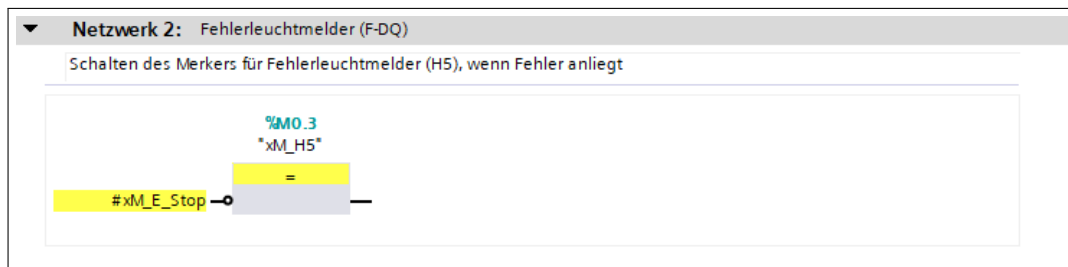 Netzwerk 2: Fehlerleuchtmelder (F-DQ)
Schalten des Merkers für Fehlerleuchtmelder (H5), wenn Fehler anliegt
%M0.3
"xM_H5"
=
#xM_E_Stop